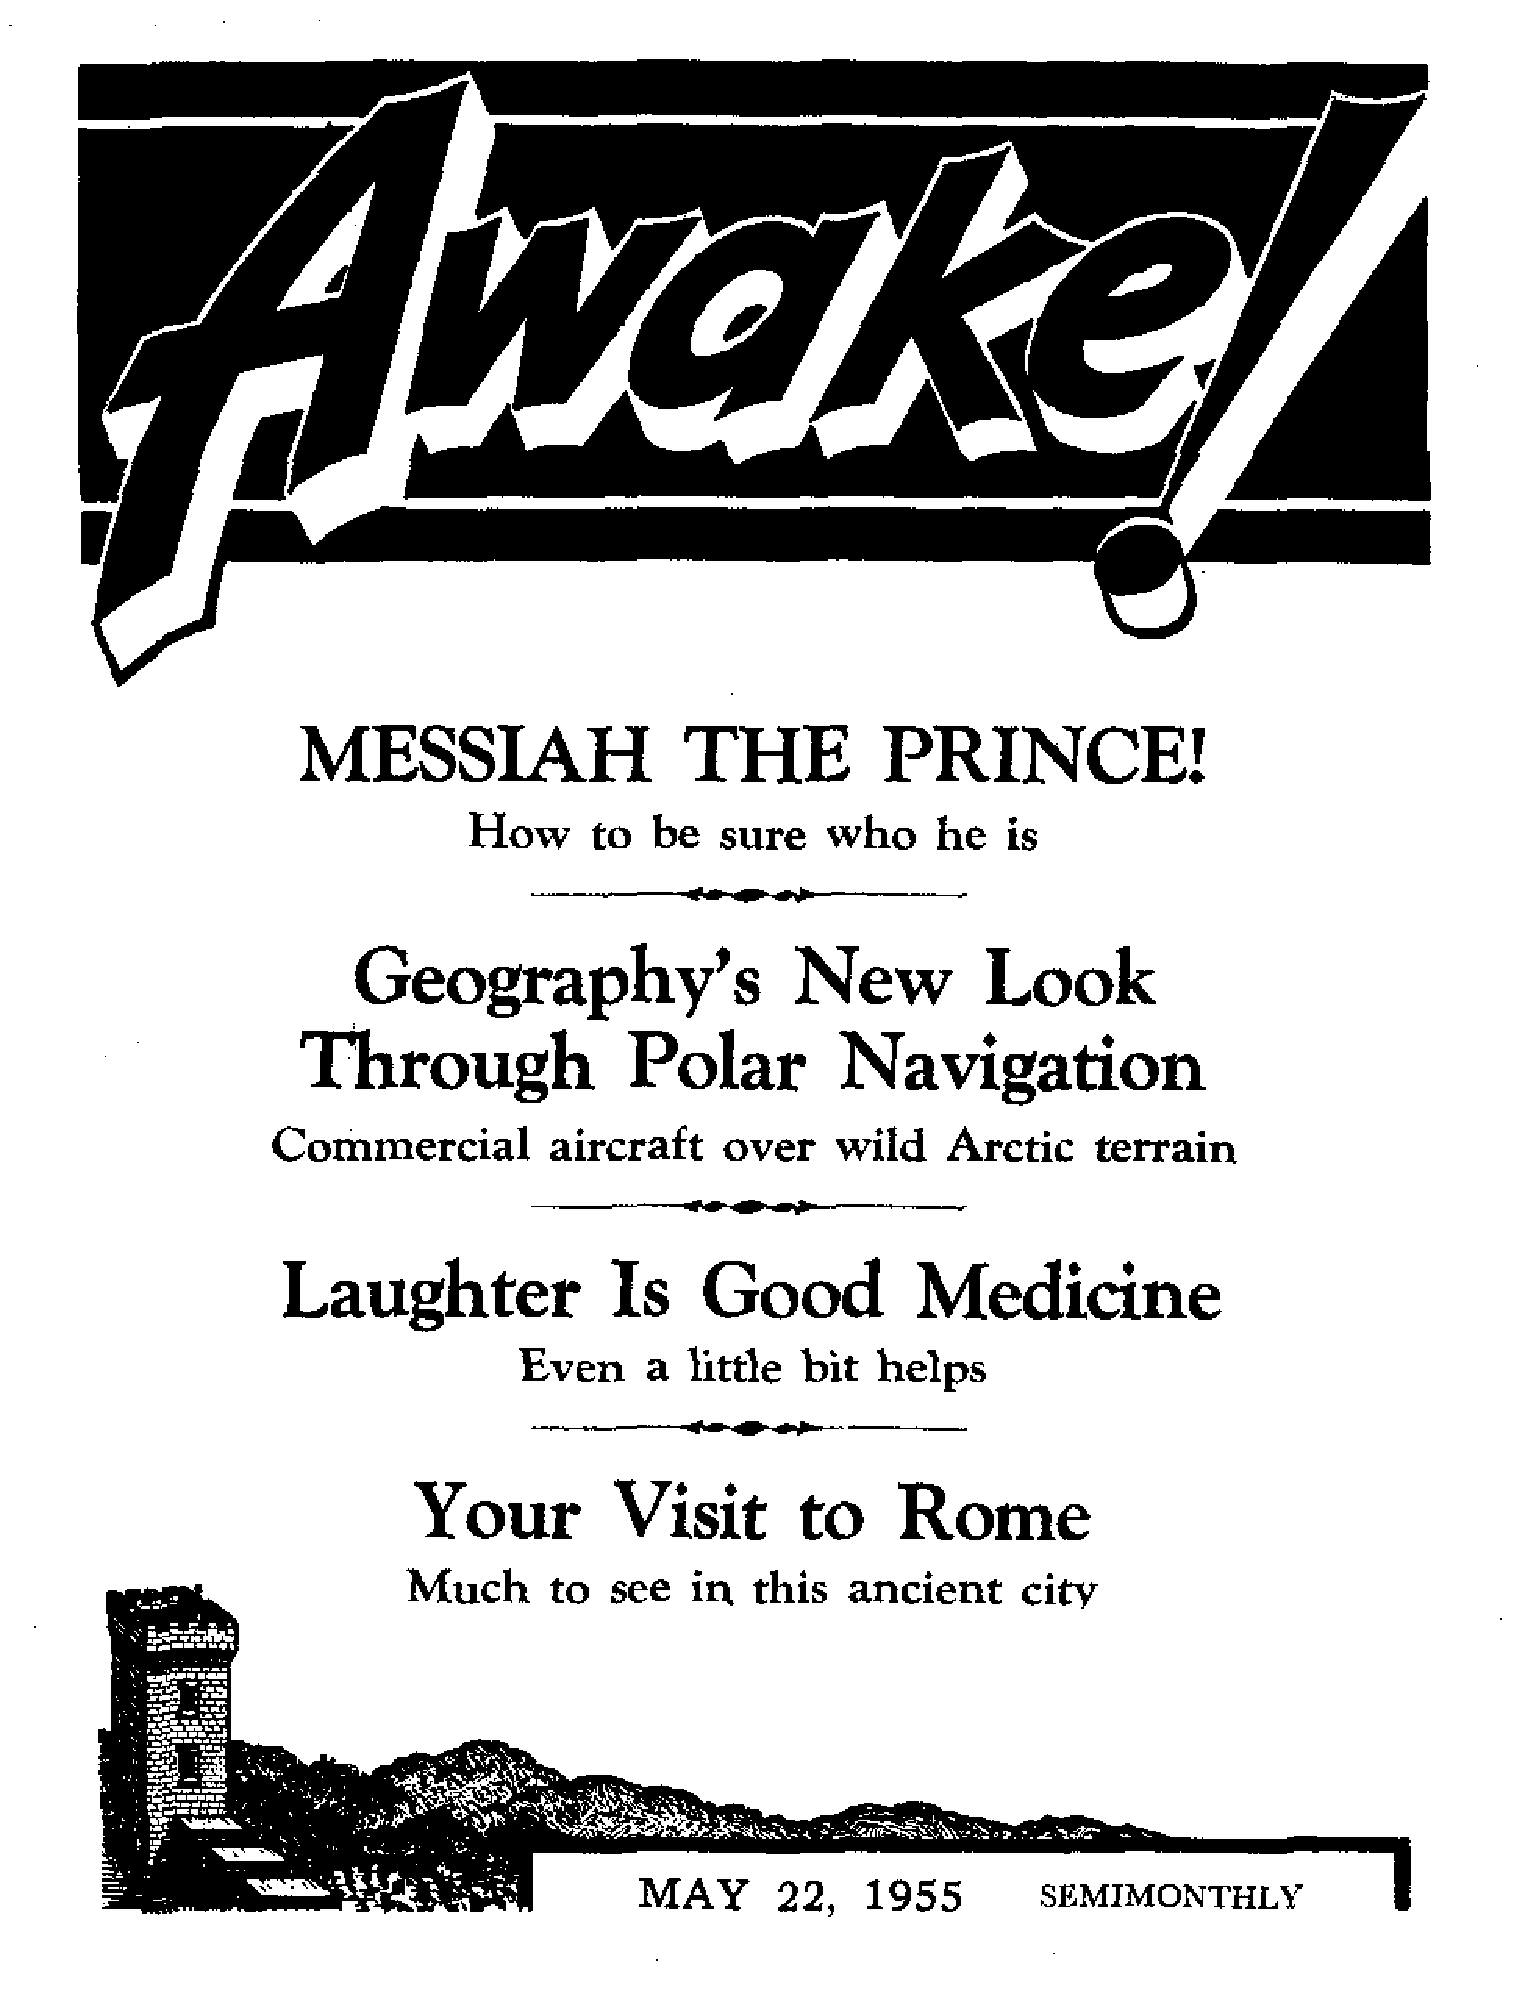 Awake!
MESSIAH THE PRINCE!
How to be sure who he is
Geography's New Look
Through Polar Navigation
Commercial aircraft over wild Arctic terrain
Laughter Is Good Medicine
Even a little bit helps
Your Visit to Rome
Much to see in this ancient city
MAY 22, 1955 SEMIMONTHLY